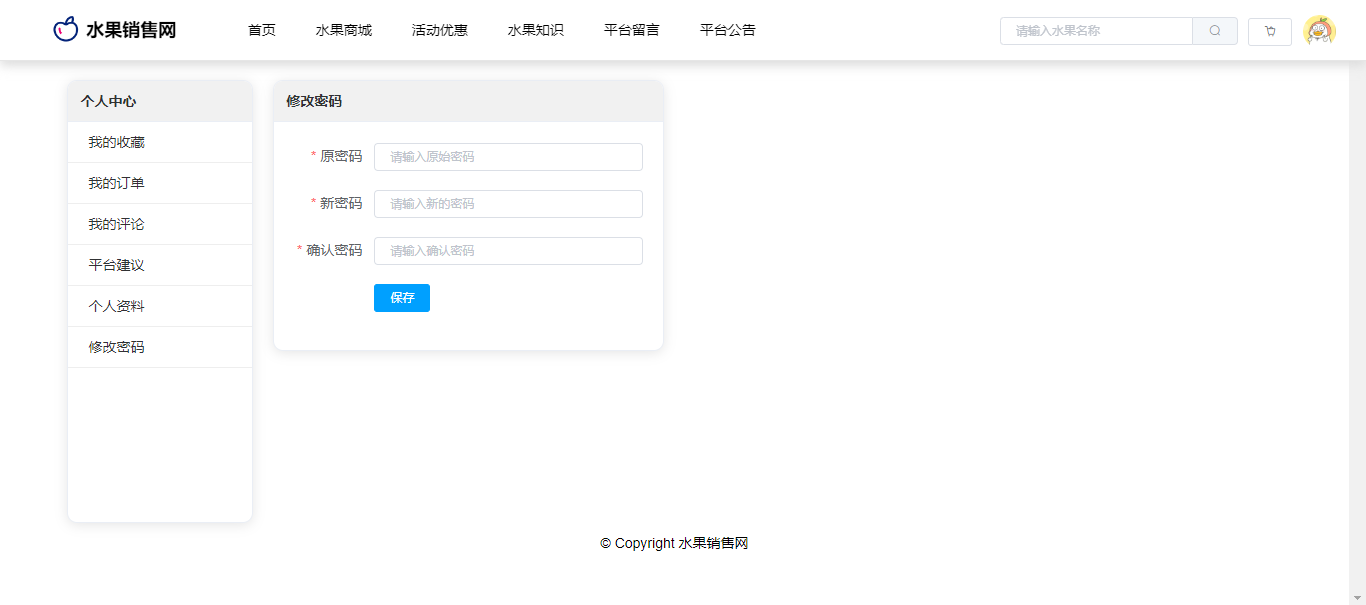 水果销售网
首页 水果商城 活动优惠 水果知识 平台留言 平台公告
请输入水果名称
个人中心
我的收藏
我的订单
我的评论
平台建议
个人资料
修改密码
修改密码
* 原密码 请输入原始密码
* 新密码 请输入新的密码
* 确认密码 请输入确认密码
保存
© Copyright 水果销售网